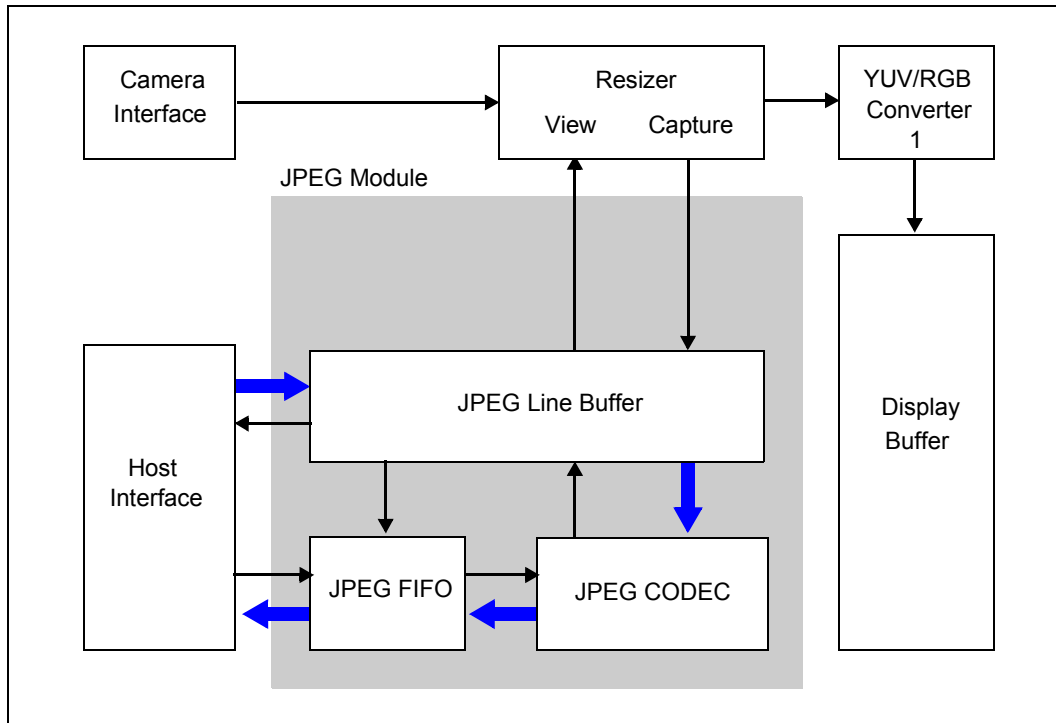 Camera
Interface
Resizer
View Capture
YUV/RGB
Converter
1
JPEG Module
Host
Interface
JPEG Line Buffer
JPEG FIFO
JPEG CODEC
Display
Buffer